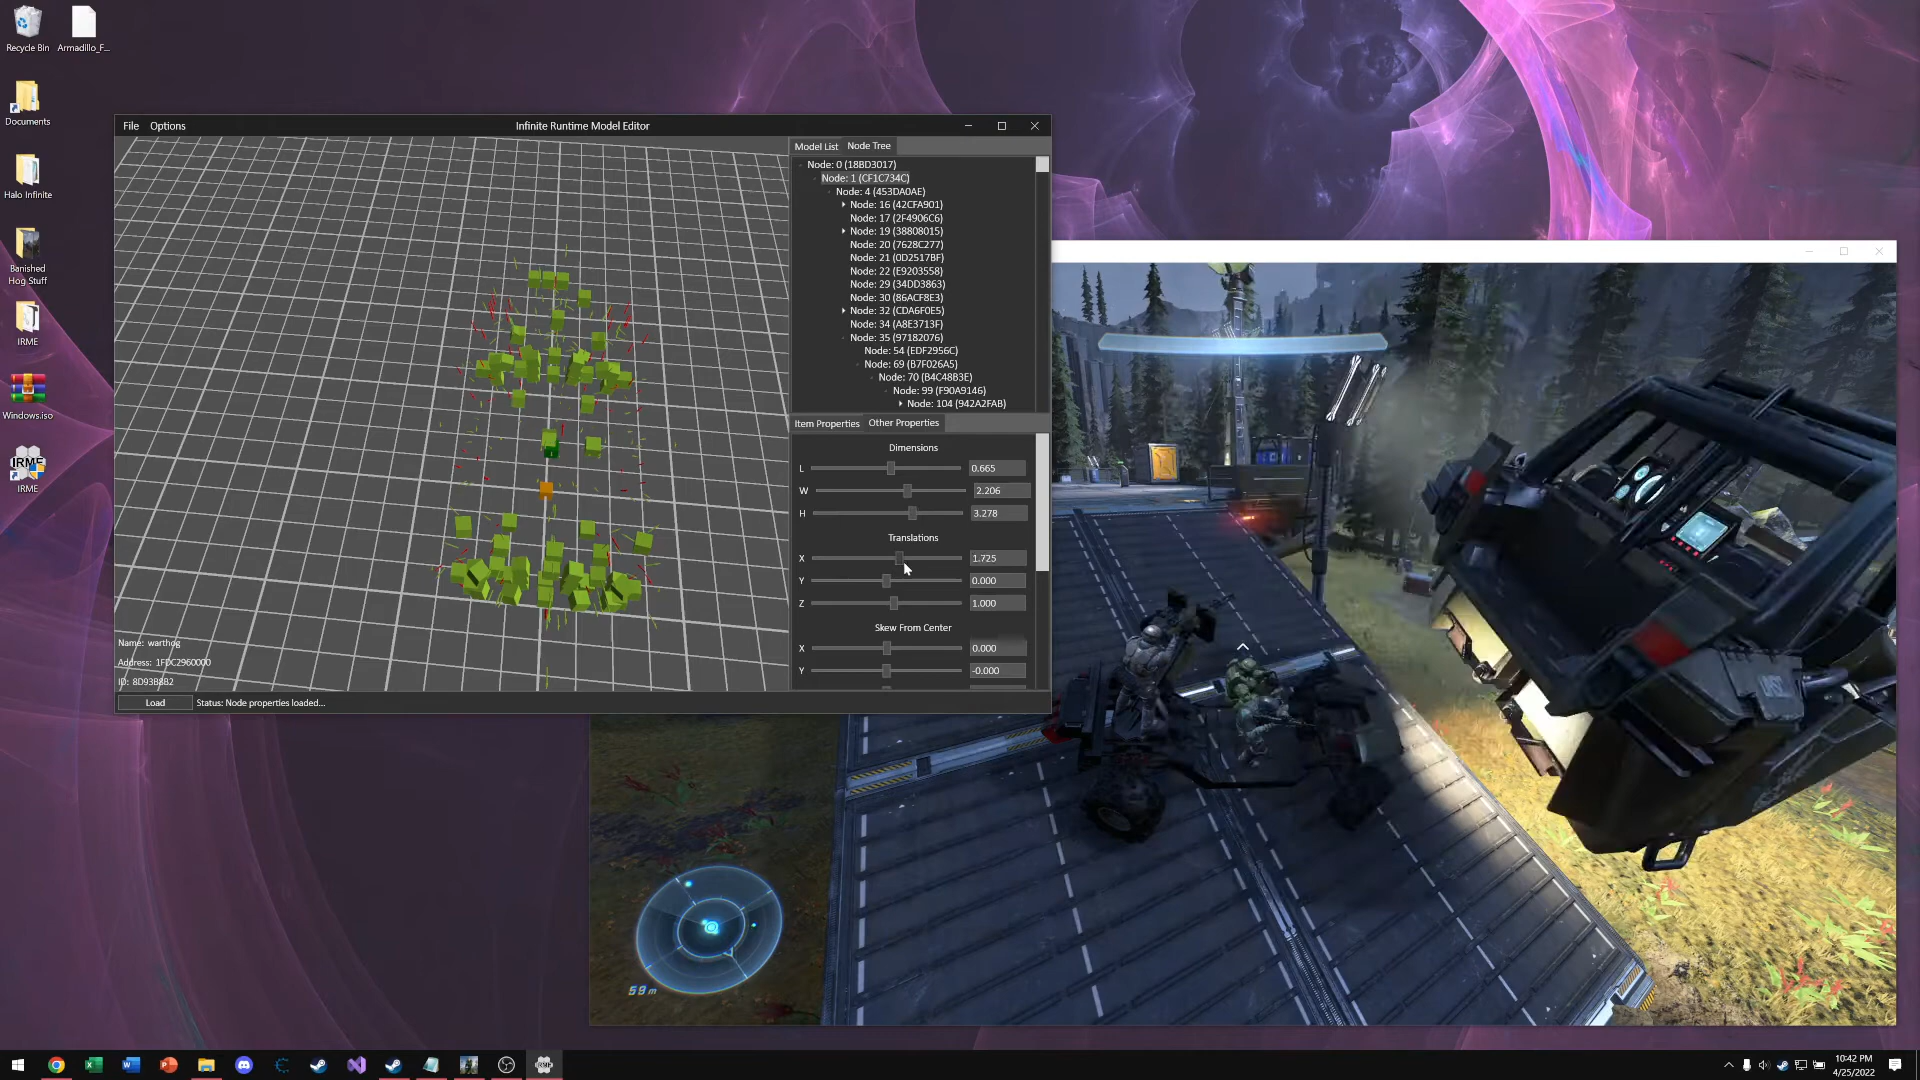 Recycle Bin
Armadillo_F...
Documents
Halo Infinite
Banished
Hog Stuff
IRME
Windows.iso
IRME
IRME
File
Options
Infinite Runtime Model Editor
Model List
Node Tree
Node: 0 (18BD3017)
Node: 1 (CF1C734C)
Node: 4 (453DA0AE)
Node: 16 (42CFA901)
Node: 17 (2F4906C6)
Node: 19 (38808015)
Node: 20 (7628C277)
Node: 21 (0D2517BF)
Node: 22 (E9203558)
Node: 29 (34DD3863)
Node: 30 (86ACF8E3)
Node: 32 (CDA6F0E5)
Node: 34 (A8E3713F)
Node: 35 (97182076)
Node: 54 (EDF2956C)
Node: 69 (B7F026A5)
Node: 70 (B4C48B3E)
Node: 99 (F90A9146)
Node: 104 (942A2FAB)
Item Properties
Other Properties
Dimensions
L 0.665
W 2.206
H 3.278
Translations
X 1.725
Y 0.000
Z 1.000
Skew From Center
X 0.000
Y -0.000
Name: warthog
Address: 1FDC2960000
ID: 8D93B8B2
Load
Status: Node properties loaded...
59 m
IRME
10:42 PM
4/25/2022